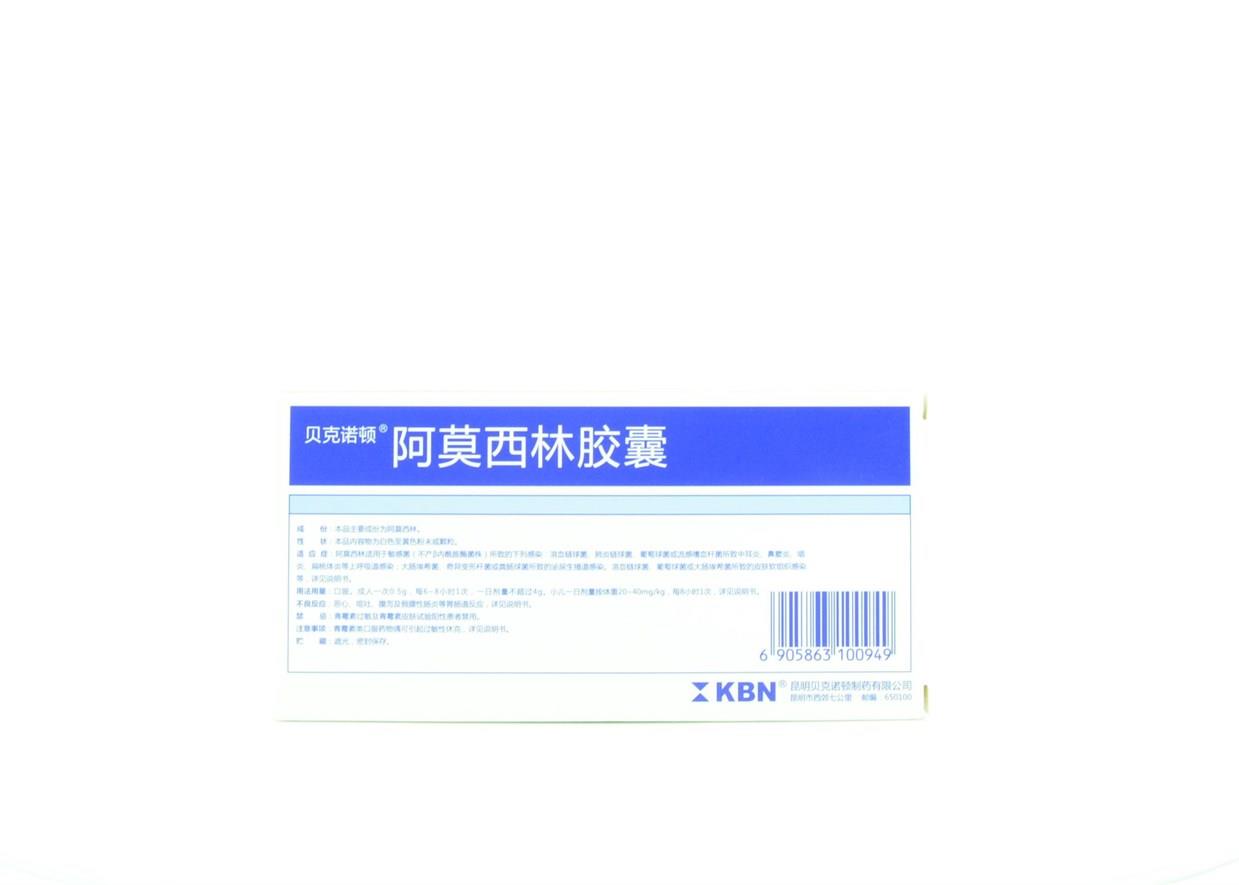 贝克诺顿® 阿莫西林胶囊
成 份：本品主要成份为阿莫西林。
性 状：本品内容物为白色至黄色粉末或颗粒。
适 应 症：阿莫西林适用于敏感菌（不产β内酰胺酶菌株）所致的下列感染：溶血链球菌、肺炎链球菌、葡萄球菌或流感嗜血杆菌所致中耳炎、鼻窦炎、咽
炎、扁桃体炎等上呼吸道感染；大肠埃希菌、奇异变形杆菌或粪肠球菌所致的泌尿生殖道感染。溶血链球菌、葡萄球菌或大肠埃希菌所致的皮肤软组织感染
等，详见说明书。
用法用量：口服。成人一次0.5g，每6~8小时1次，一日剂量不超过4g。小儿一日剂量按体重20~40mg/kg，每8小时1次，详见说明书。
不良反应：恶心、呕吐、腹泻及假膜性肠炎等胃肠道反应，详见说明书。
禁 忌：青霉素过敏及青霉素皮肤试验阳性患者禁用。
注意事项：青霉素类口服药物偶可引起过敏性休克，详见说明书。
贮 藏：遮光，密封保存。
6 905863 100949
KBN® 昆明贝克诺顿制药有限公司
昆明市西郊七公里 邮编 650100